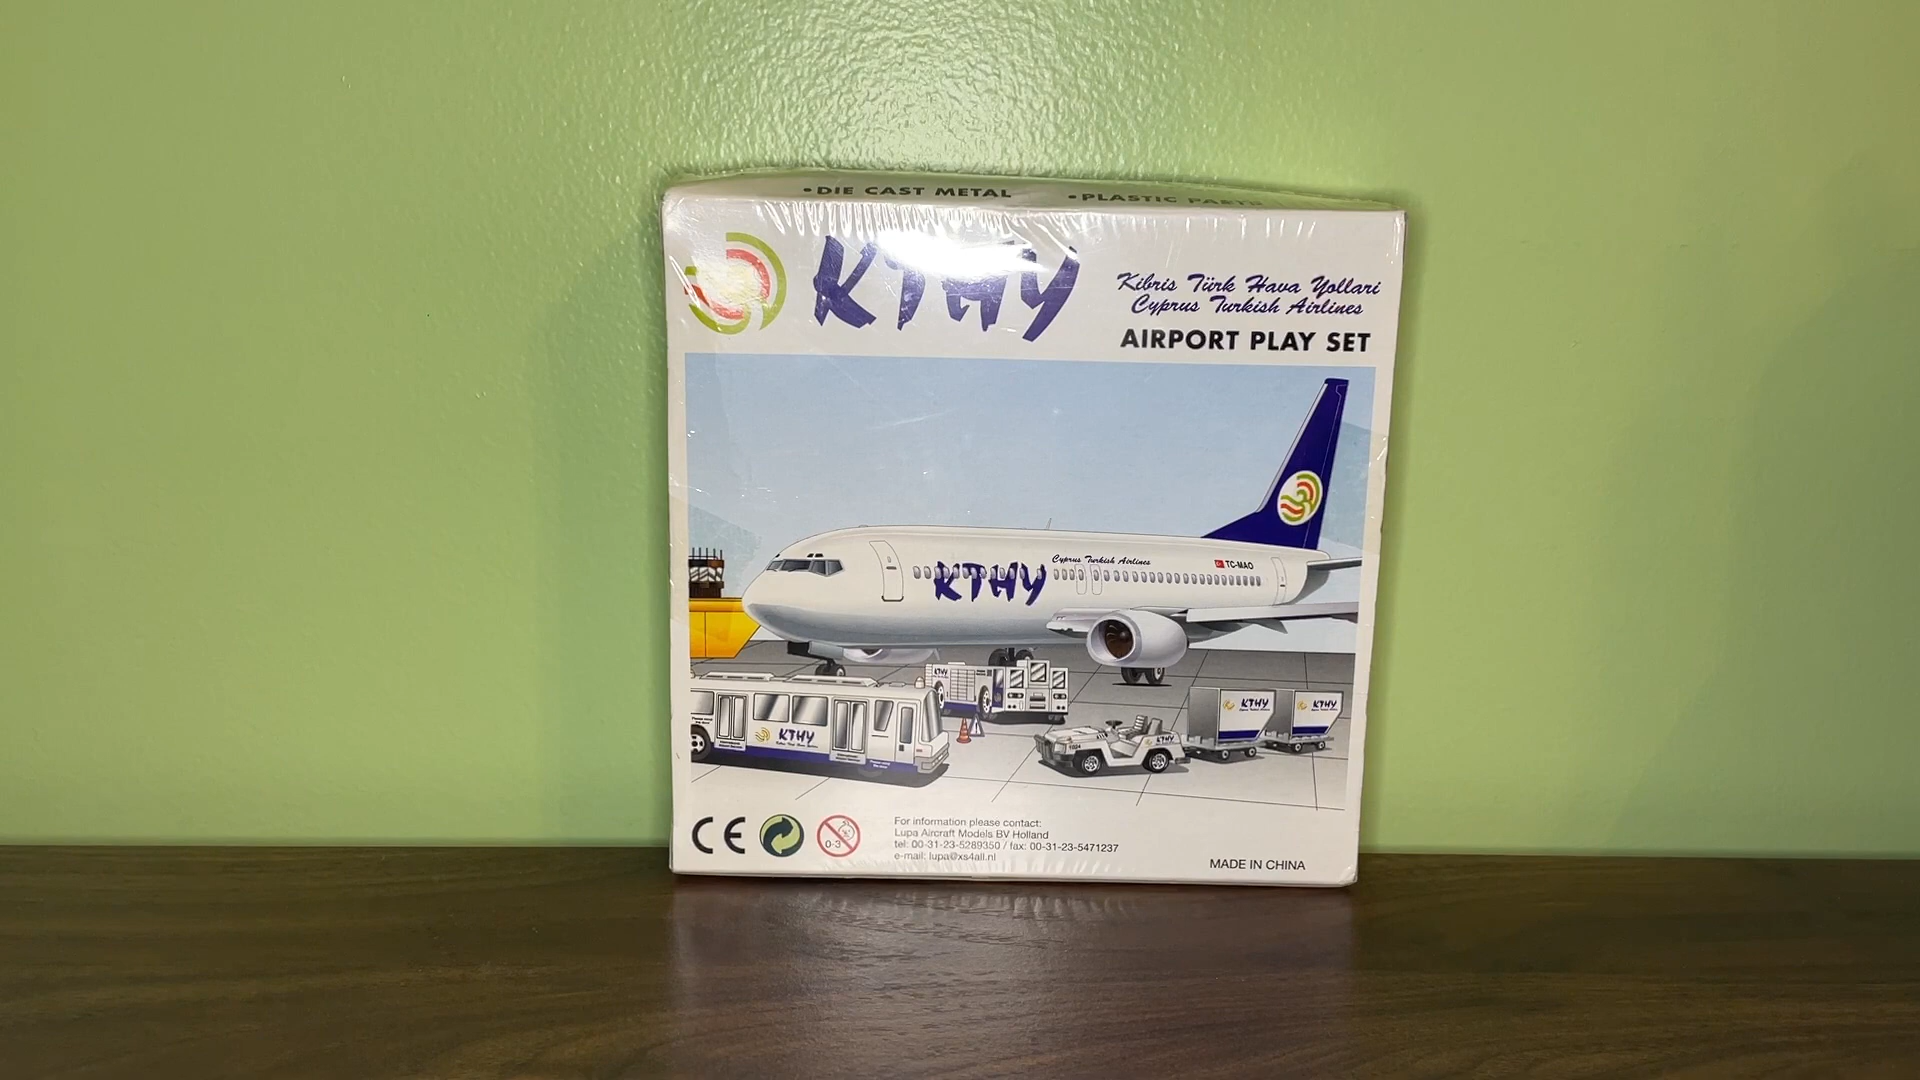 •DIE CAST METAL •PLASTIC PARTS
KTHY
Kibris Türk Hava Yollari
Cyprus Turkish Airlines
AIRPORT PLAY SET
KTHY
Cyprus Turkish Airlines
TC-MAO
KTHY
KTHY
KTHY
KTHY
KTHY
1024
CE
0-3
For information please contact:
Lupa Aircraft Models BV Holland
tel: 00-31-23-5289350 / fax: 00-31-23-5471237
e-mail: lupa@xs4all.nl
MADE IN CHINA